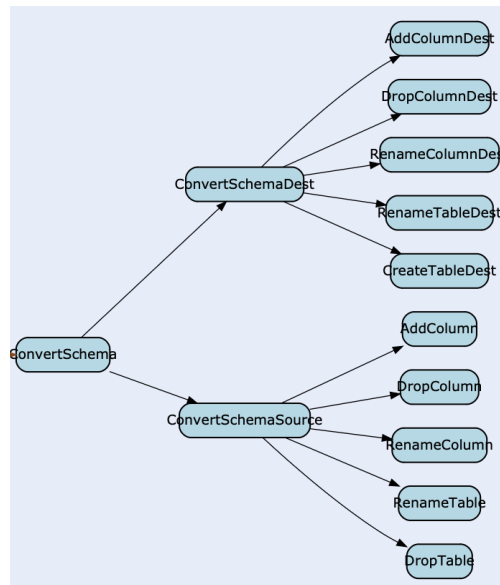 AddColumnDest
DropColumnDest
RenameColumnDes
ConvertSchemaDest
RenameTableDest
CreateTableDest
AddColumn
ConvertSchema
DropColumn
ConvertSchemaSource
RenameColumn
RenameTable
DropTable